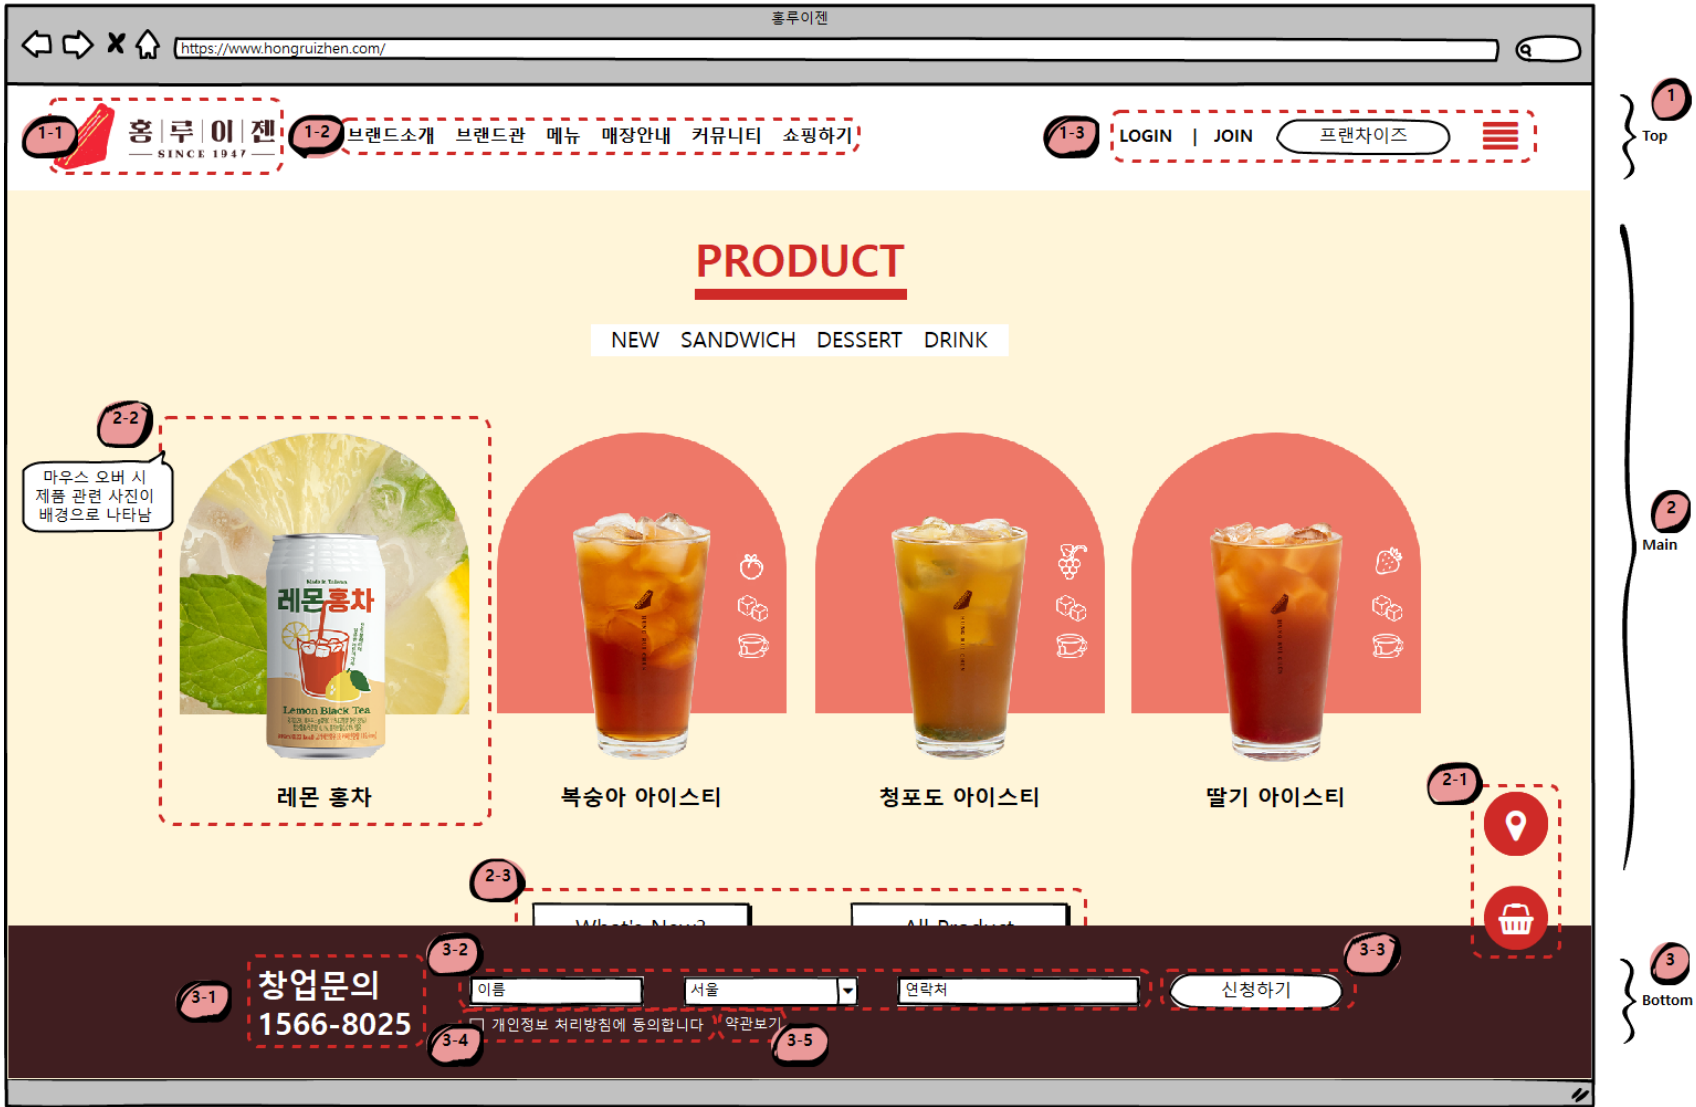 홍루이젠
https://www.hongruizhen.com/
1
Top
1-1
홍루이젠
SINCE 1947
1-2
브랜드소개 브랜드관 메뉴 매장안내 커뮤니티 쇼핑하기
1-3
LOGIN | JOIN 프랜차이즈
PRODUCT
NEW SANDWICH DESSERT DRINK
2-2
마우스 오버 시
제품 관련 사진이
배경으로 나타남
2
Main
Made in Taiwan
레몬홍차
Lemon Black Tea
레몬 홍차
복숭아 아이스티
청포도 아이스티
딸기 아이스티
2-1
2-3
What's New?
All Product
3-1
창업문의
1566-8025
3-2
이름
서울
연락처
3-3
신청하기
3
Bottom
3-4
개인정보 처리방침에 동의합니다
약관보기
3-5